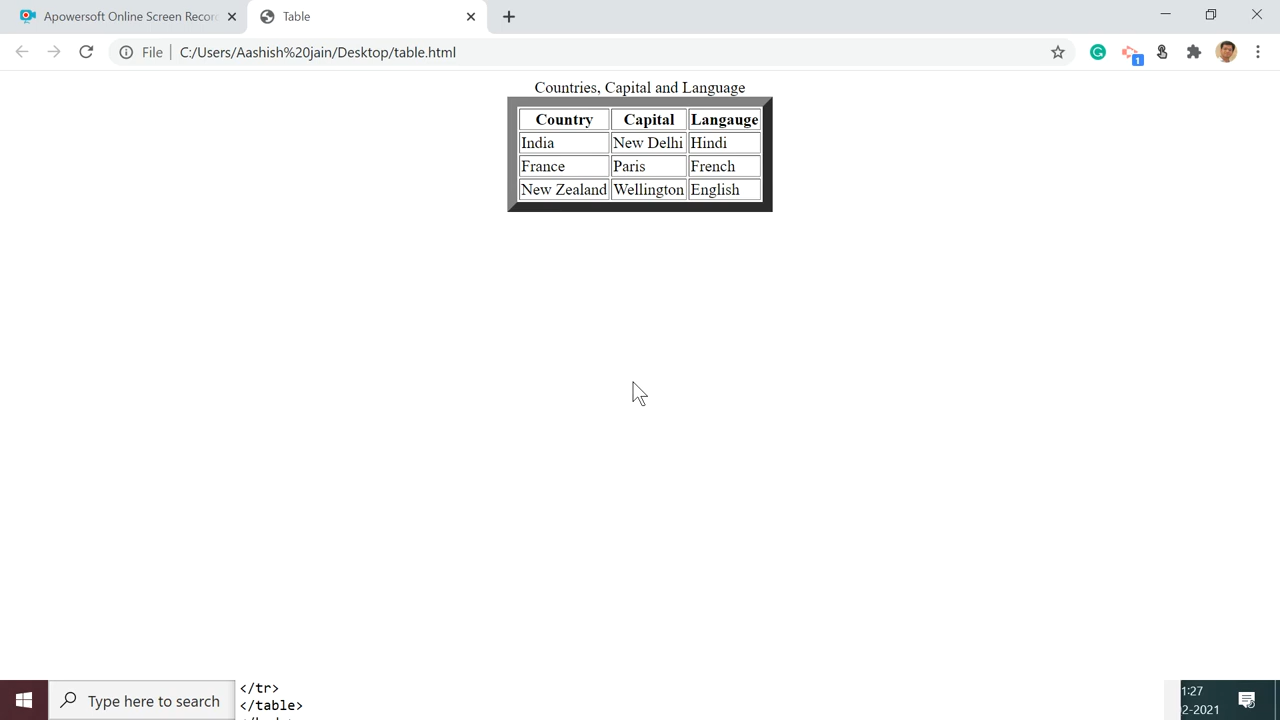 Apowersoft Online Screen Recor
Table
File
C:/Users/Aashish%20jain/Desktop/table.html
1
Countries, Capital and Language
Country Capital Langauge
India New Delhi Hindi
France Paris French
New Zealand Wellington English
Type here to search
</tr>
</table>
1:27
2-2021